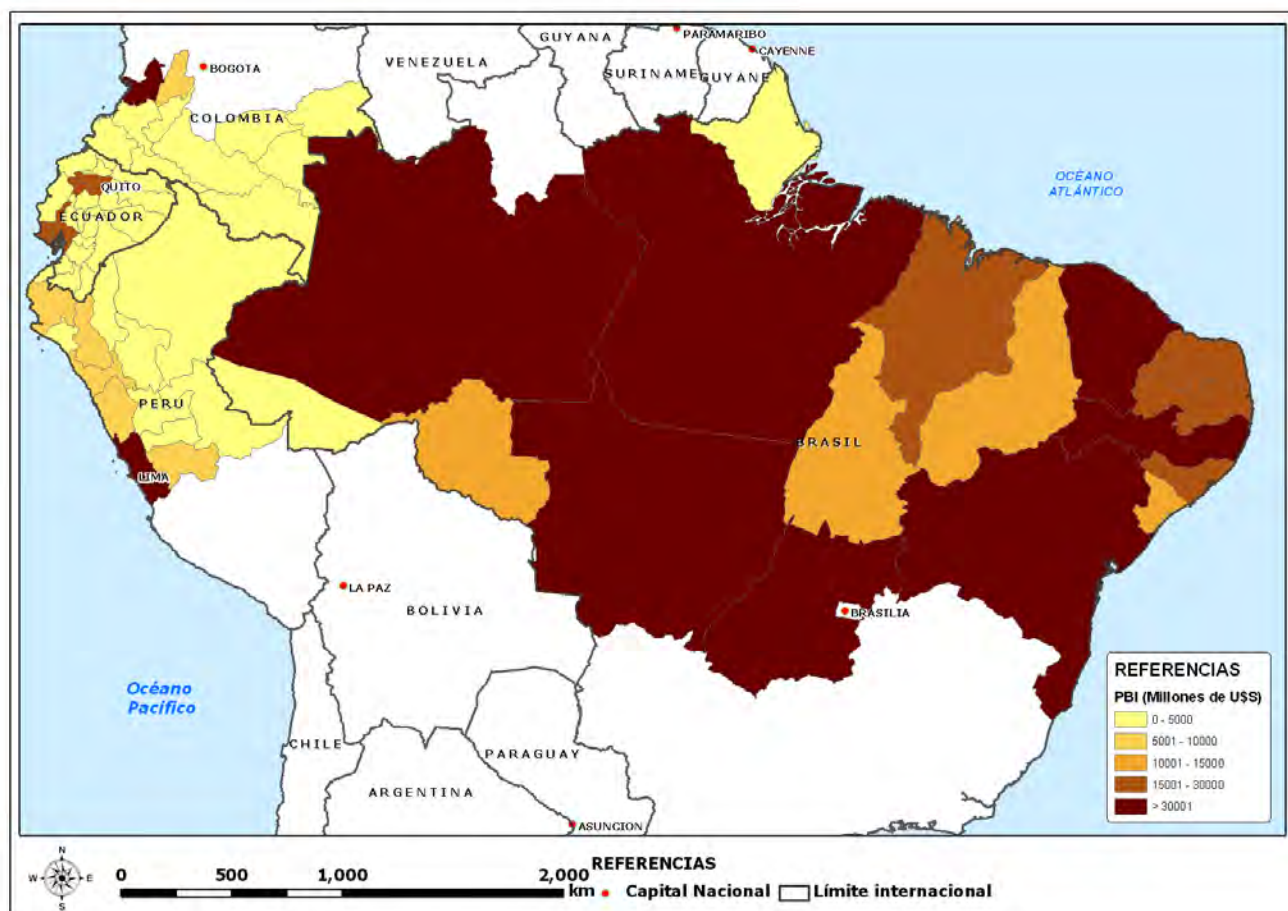 PARAMARIBO
GUYANA
CAYENNE
VENEZUELA
BOGOTA
SURINAME
GUYANE
COLOMBIA
OCÉANO
ATLÁNTICO
QUITO
ECUADOR
PERU
BRASIL
LIMA
LA PAZ
BOLIVIA
BRASILIA
Océano
Pacífico
CHILE
PARAGUAY
ARGENTINA
ASUNCION
REFERENCIAS
PBI (Millones de U$S)
0 - 5000
5001 - 10000
10001 - 15000
15001 - 30000
> 30001
N
W E
S
0 500 1,000 2,000
km
REFERENCIAS
Capital Nacional
Límite internacional